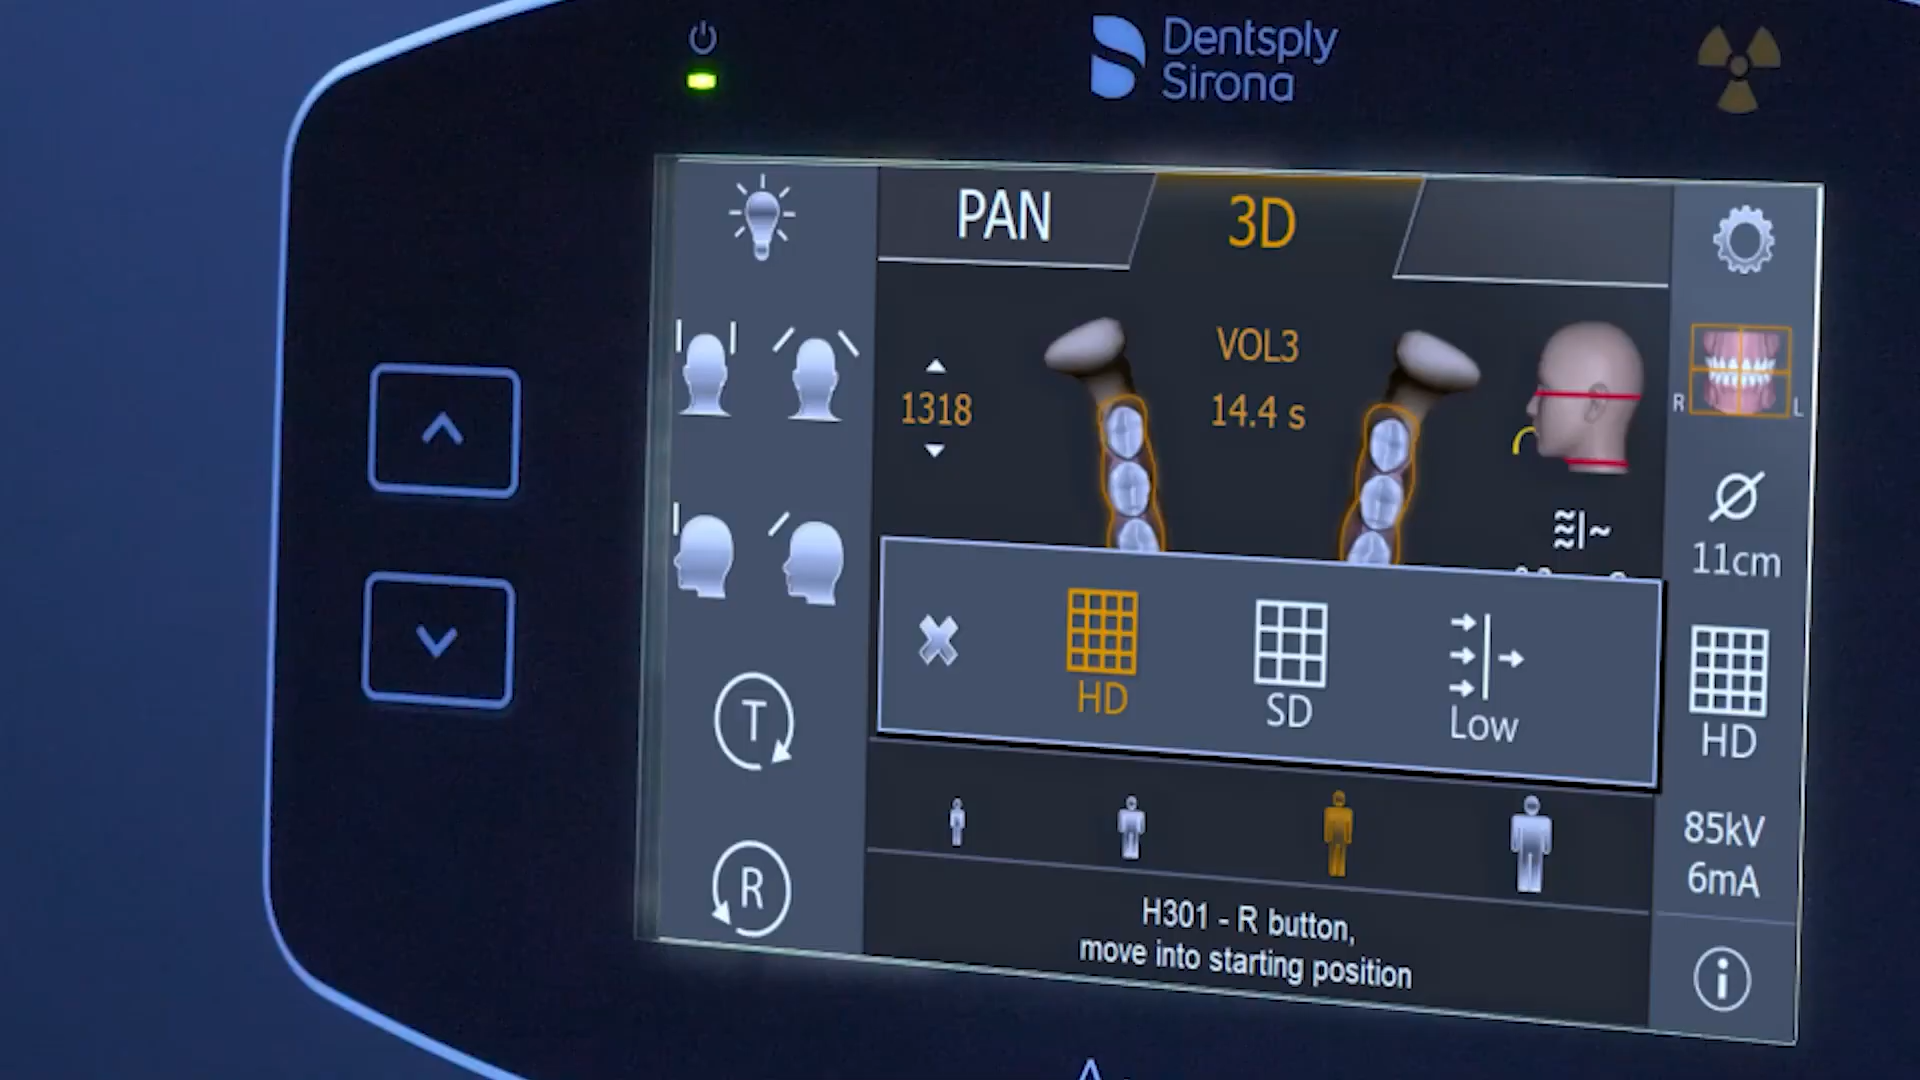 Dentsply
Sirona
PAN
3D
VOL3
14.4 s
1318
R
L
11cm
HD
SD
Low
HD
T
85kV
6mA
R
H301 - R button,
move into starting position
i